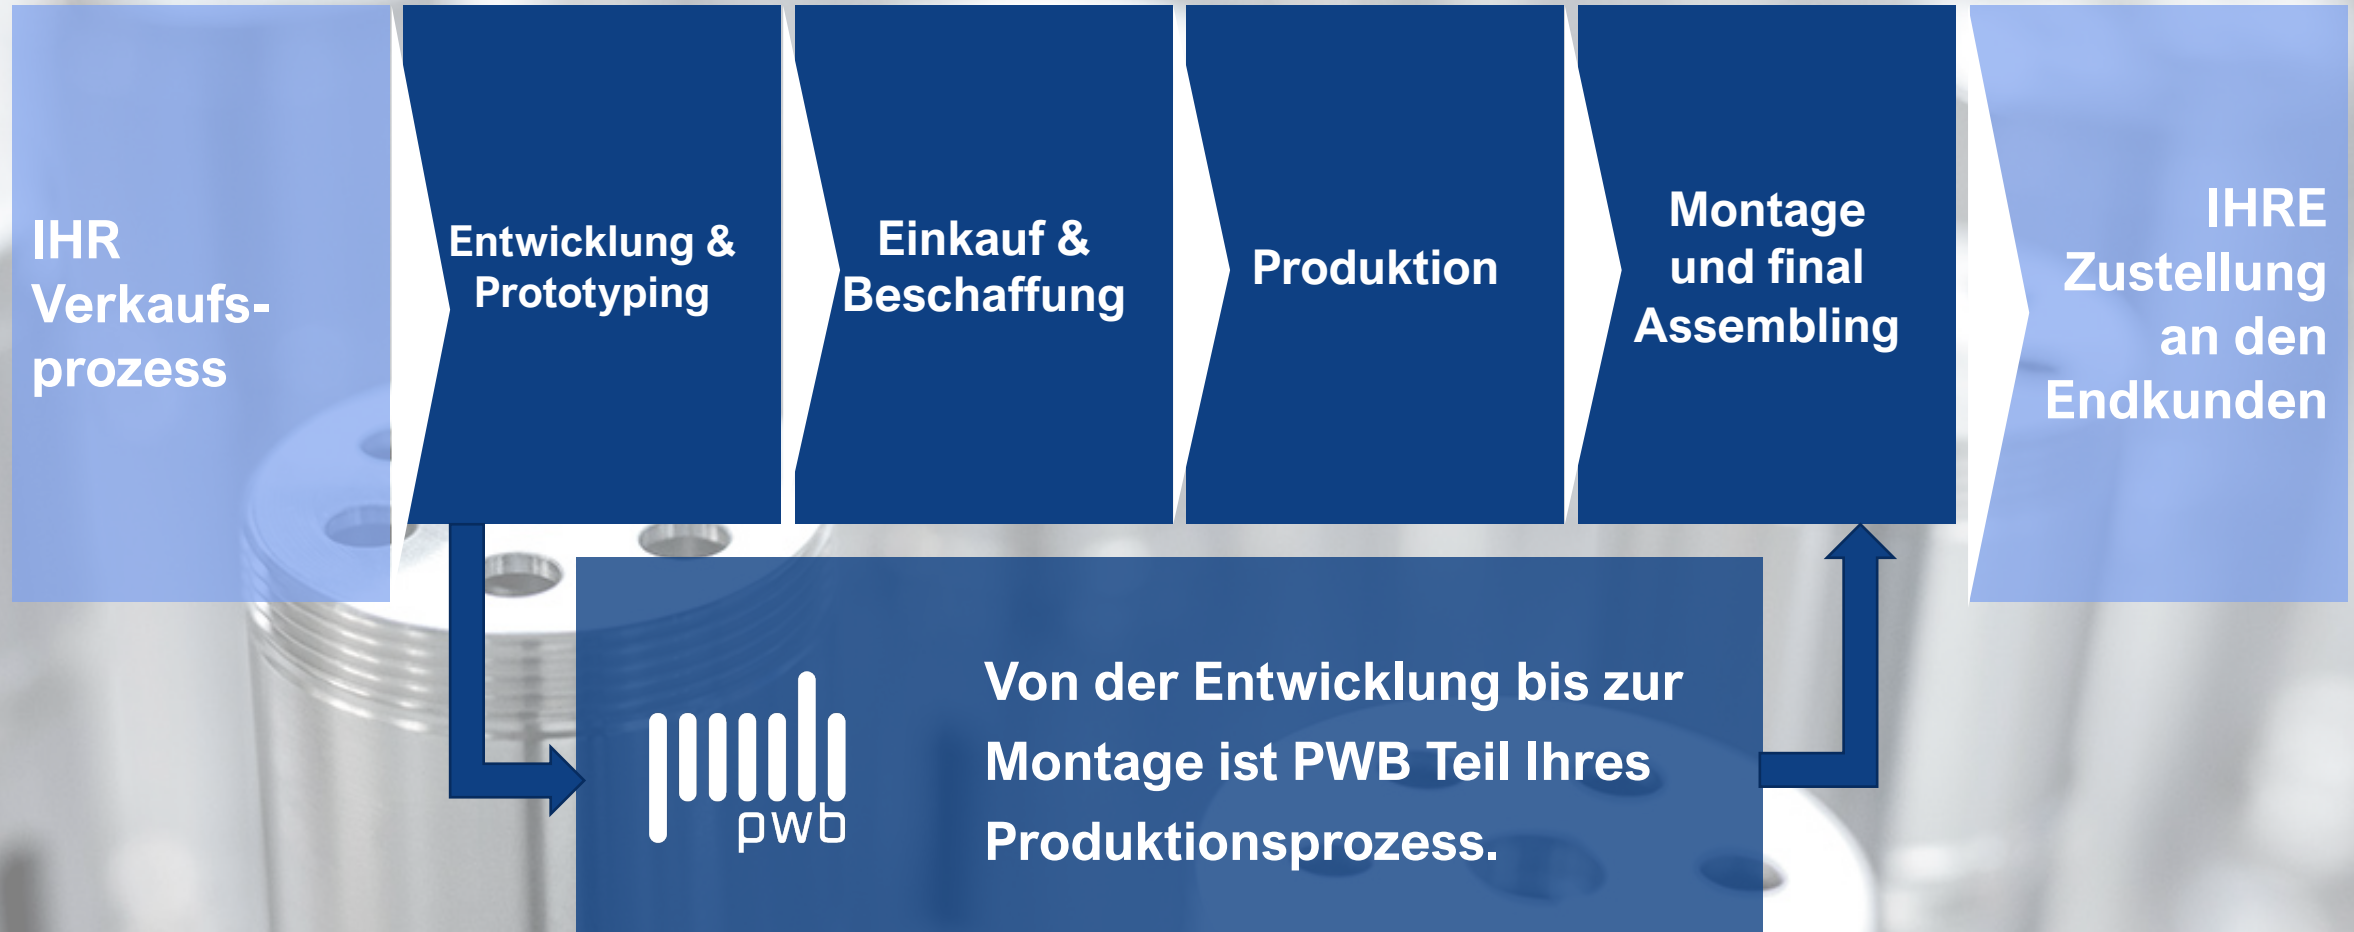 IHR
Verkaufs-
prozess
Entwicklung &
Prototyping
Einkauf &
Beschaffung
Produktion
Montage
und final
Assembling
IHRE
Zustellung
an den
Endkunden
pwb
Von der Entwicklung bis zur
Montage ist PWB Teil Ihres
Produktionsprozess.